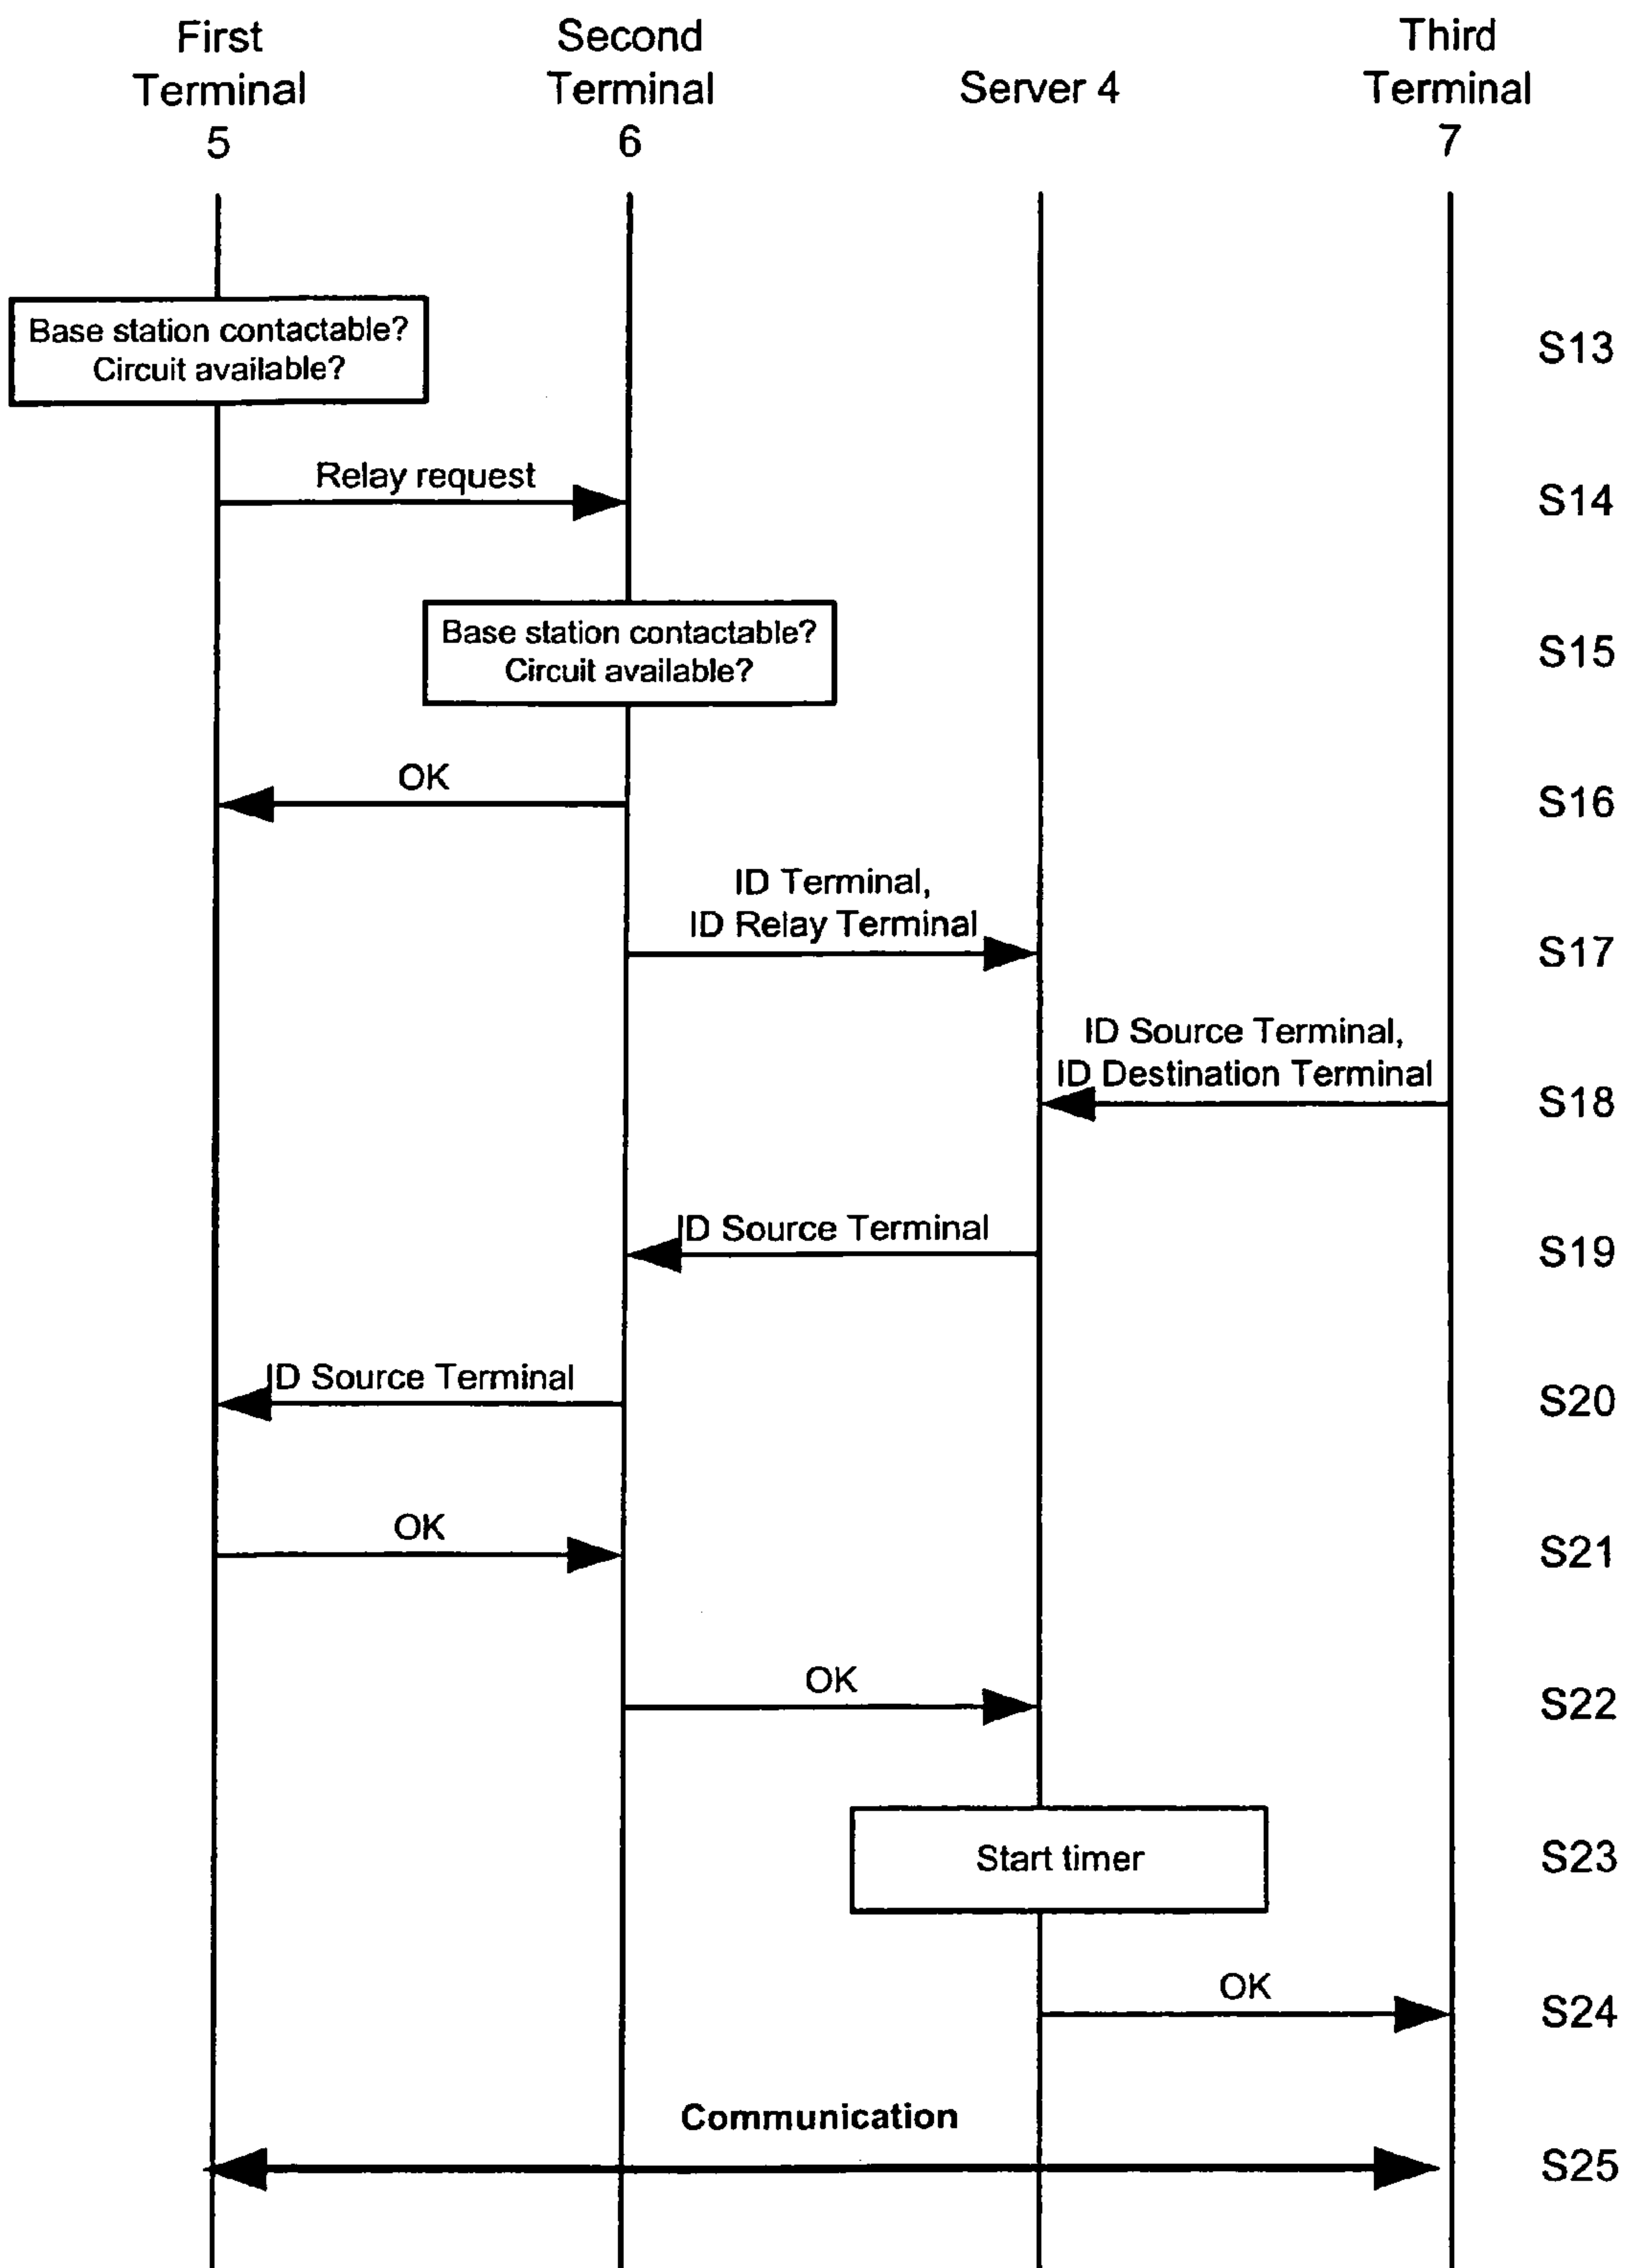 First
Terminal
5
Second
Terminal
6
Server 4
Third
Terminal
7
Base station contactable?
Circuit available?
S13
Relay request
S14
Base station contactable?
Circuit available?
S15
OK
S16
ID Terminal,
ID Relay Terminal
S17
ID Source Terminal,
ID Destination Terminal
S18
ID Source Terminal
S19
ID Source Terminal
S20
OK
S21
OK
S22
Start timer
S23
OK
S24
Communication
S25